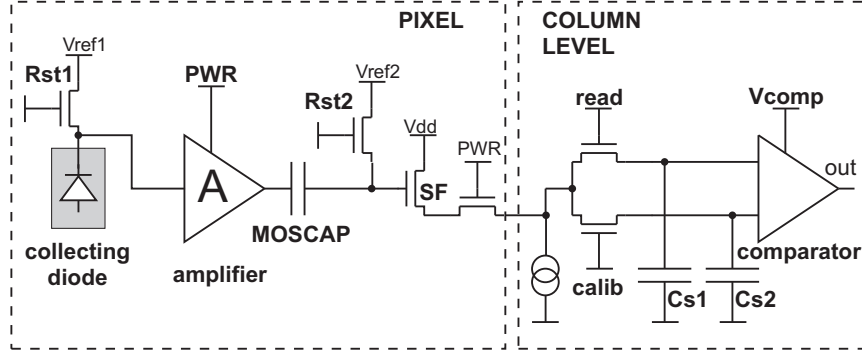 PIXEL
COLUMN
LEVEL
Vref1
Rst1
PWR
Vref2
Rst2
Vdd
PWR
read
Vcomp
A
SF
out
MOSCAP
collecting
diode
amplifier
calib
Cs1
Cs2
comparator